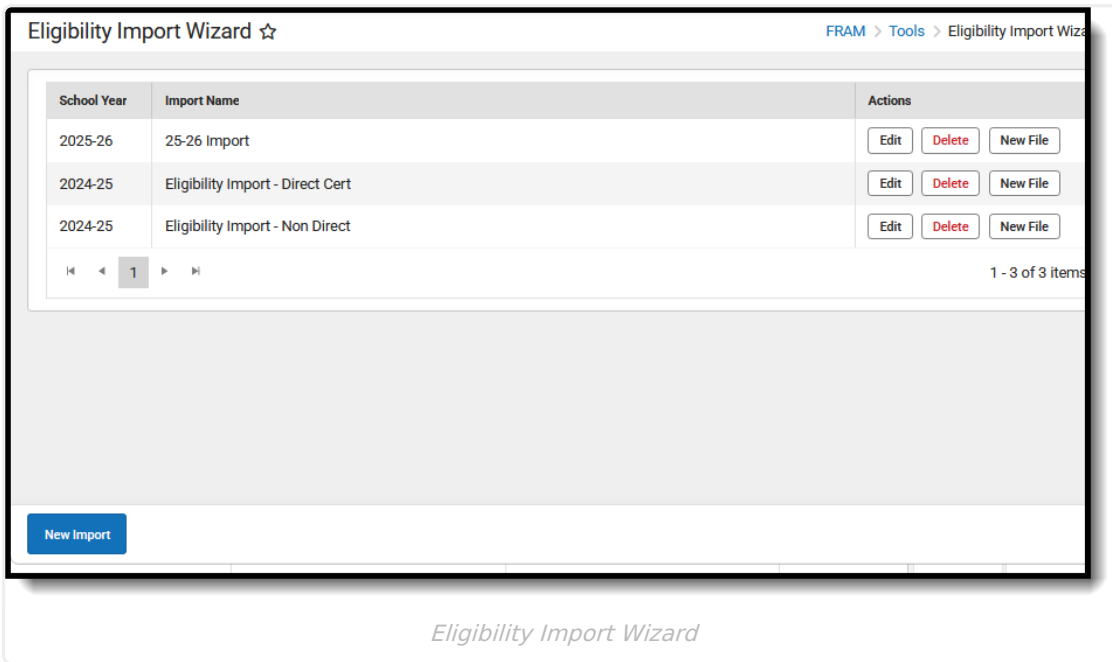 Eligibility Import Wizard
FRAM > Tools > Eligibility Import Wiza
School Year Import Name Actions
2025-26 25-26 Import Edit Delete New File
2024-25 Eligibility Import - Direct Cert Edit Delete New File
2024-25 Eligibility Import - Non Direct Edit Delete New File
1 1 - 3 of 3 items
New Import
Eligibility Import Wizard